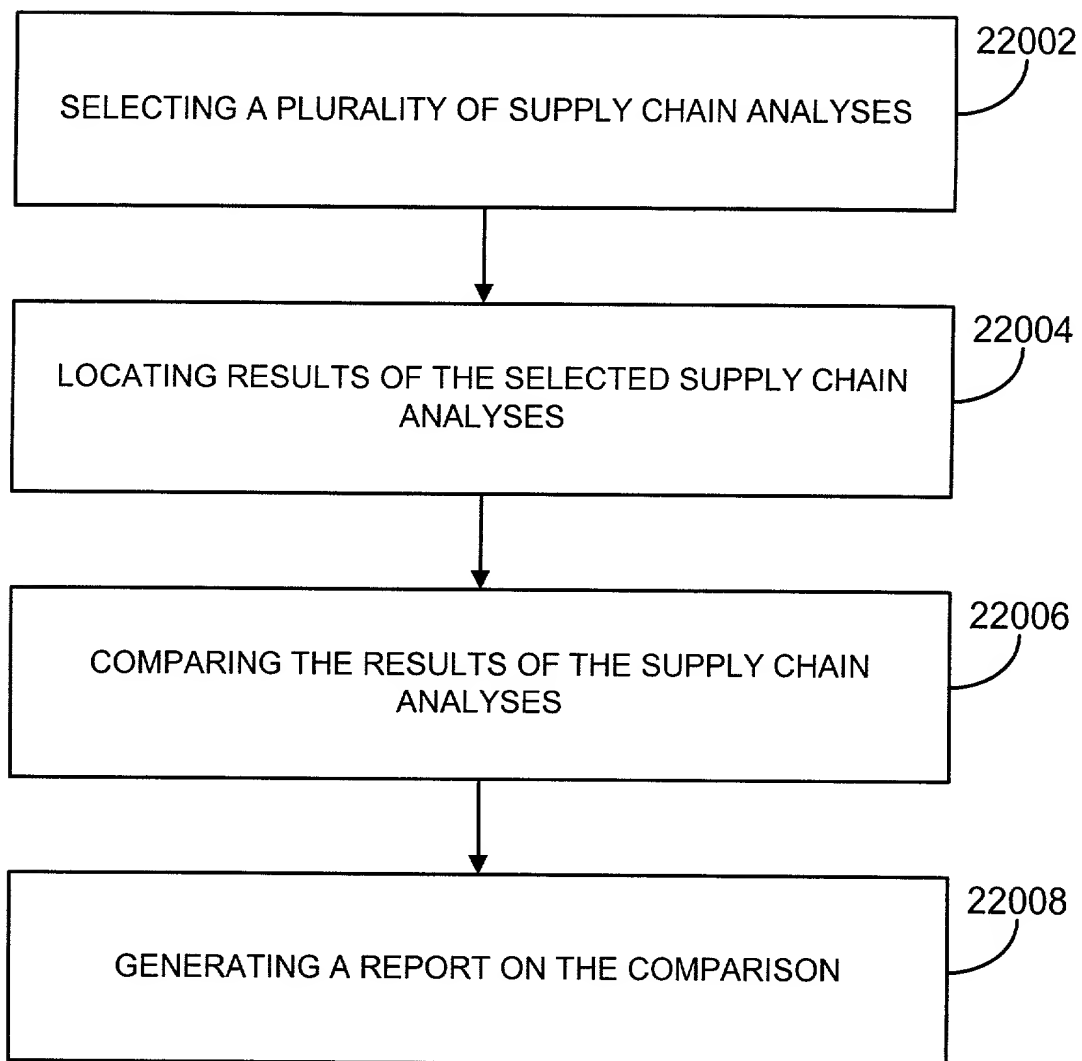 22002
SELECTING A PLURALITY OF SUPPLY CHAIN ANALYSES
22004
LOCATING RESULTS OF THE SELECTED SUPPLY CHAIN
ANALYSES
22006
COMPARING THE RESULTS OF THE SUPPLY CHAIN
ANALYSES
22008
GENERATING A REPORT ON THE COMPARISON